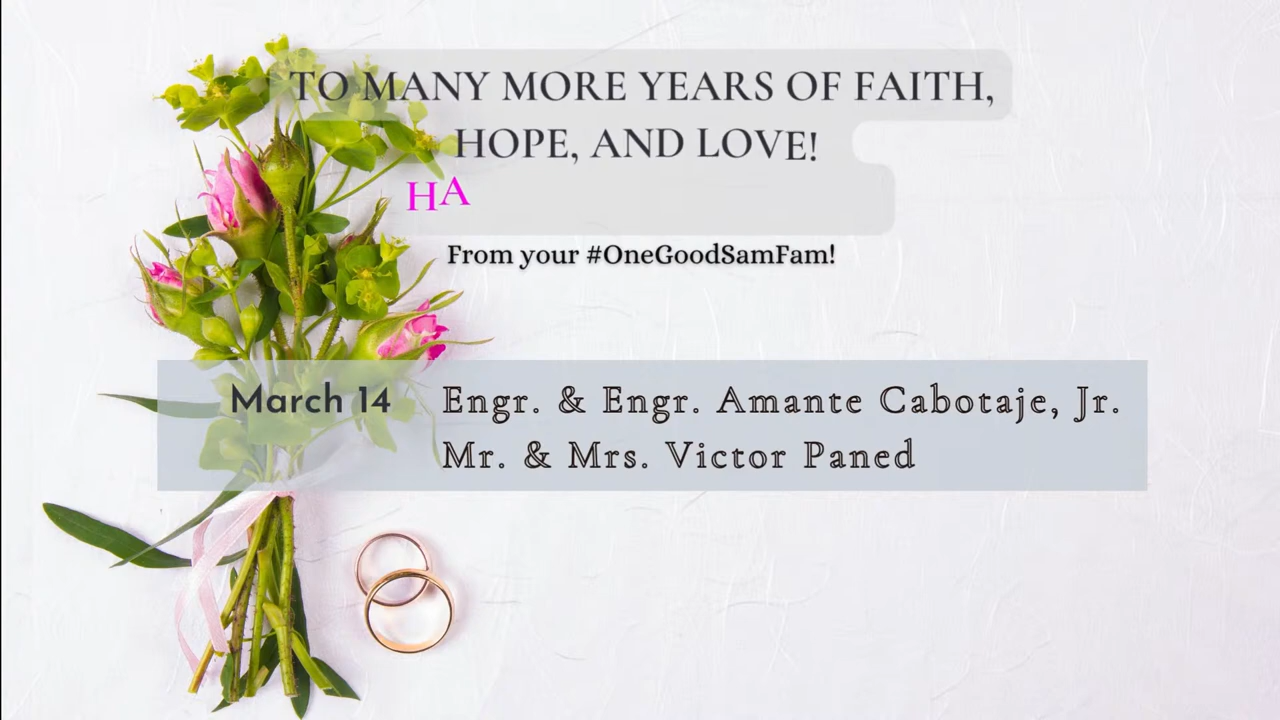 TO MANY MORE YEARS OF FAITH,
HOPE, AND LOVE!
HA
From your #OneGoodSamFam!
March 14 Engr. & Engr. Amante Cabotaje, Jr.
Mr. & Mrs. Victor Paned